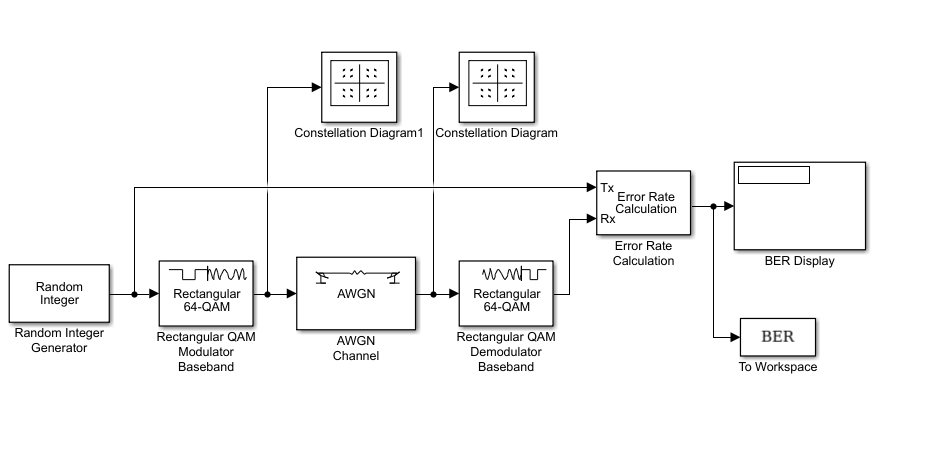 Constellation Diagram1
Constellation Diagram
Tx
Error Rate
Calculation
Rx
Error Rate
Calculation
BER Display
Random
Integer
Random Integer
Generator
Rectangular
64-QAM
Rectangular QAM
Modulator
Baseband
AWGN
AWGN
Channel
Rectangular
64-QAM
Rectangular QAM
Demodulator
Baseband
BER
To Workspace